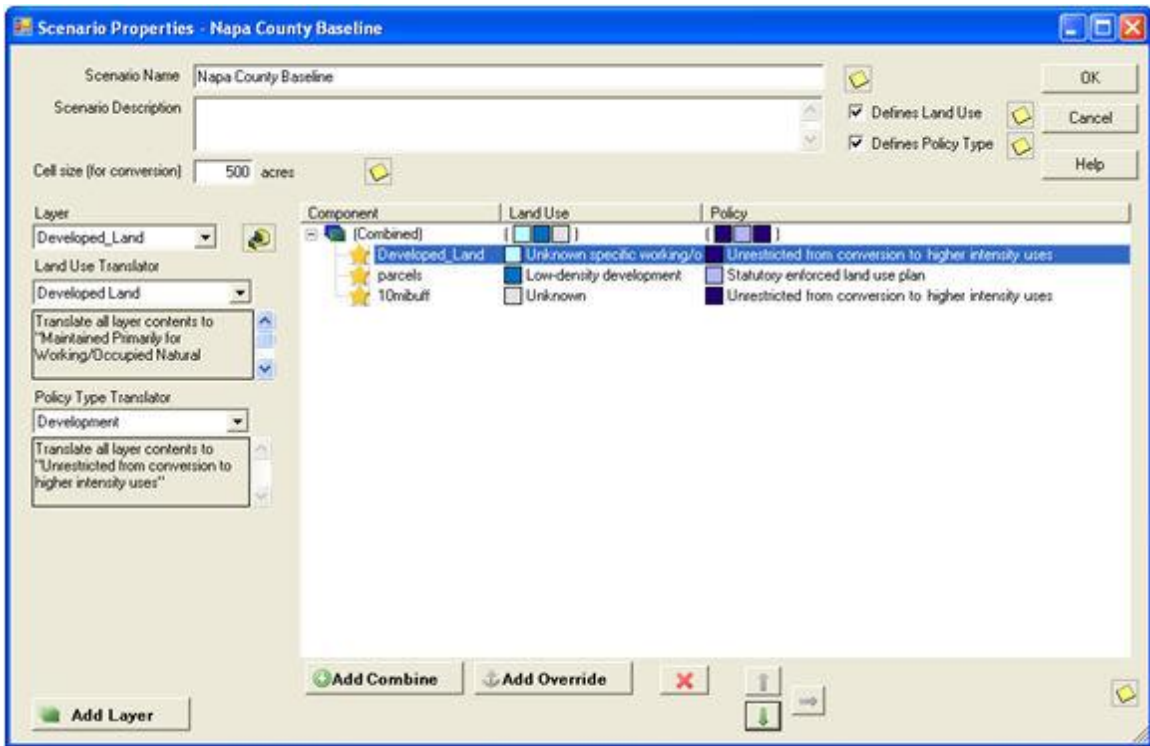 Scenario Properties - Napa County Baseline
Scenario Name
Napa County Baseline
OK
Scenario Description
Defines Land Use
Cancel
Defines Policy Type
Help
Cell size (for conversion)
500 acres
Layer
Component Land Use Policy
Developed_Land
(Combined) ( ) ( )
Developed_Land Unknown specific working/o Unrestricted from conversion to higher intensity uses
Land Use Translator
parcels Low-density development Statutory enforced land use plan
Developed Land
10mibuff Unknown Unrestricted from conversion to higher intensity uses
Translate all layer contents to
"Maintained Primarily for
Working/Occupied Natural
Policy Type Translator
Development
Translate all layer contents to
"Unrestricted from conversion to
higher intensity uses"
Add Combine
Add Override
Add Layer